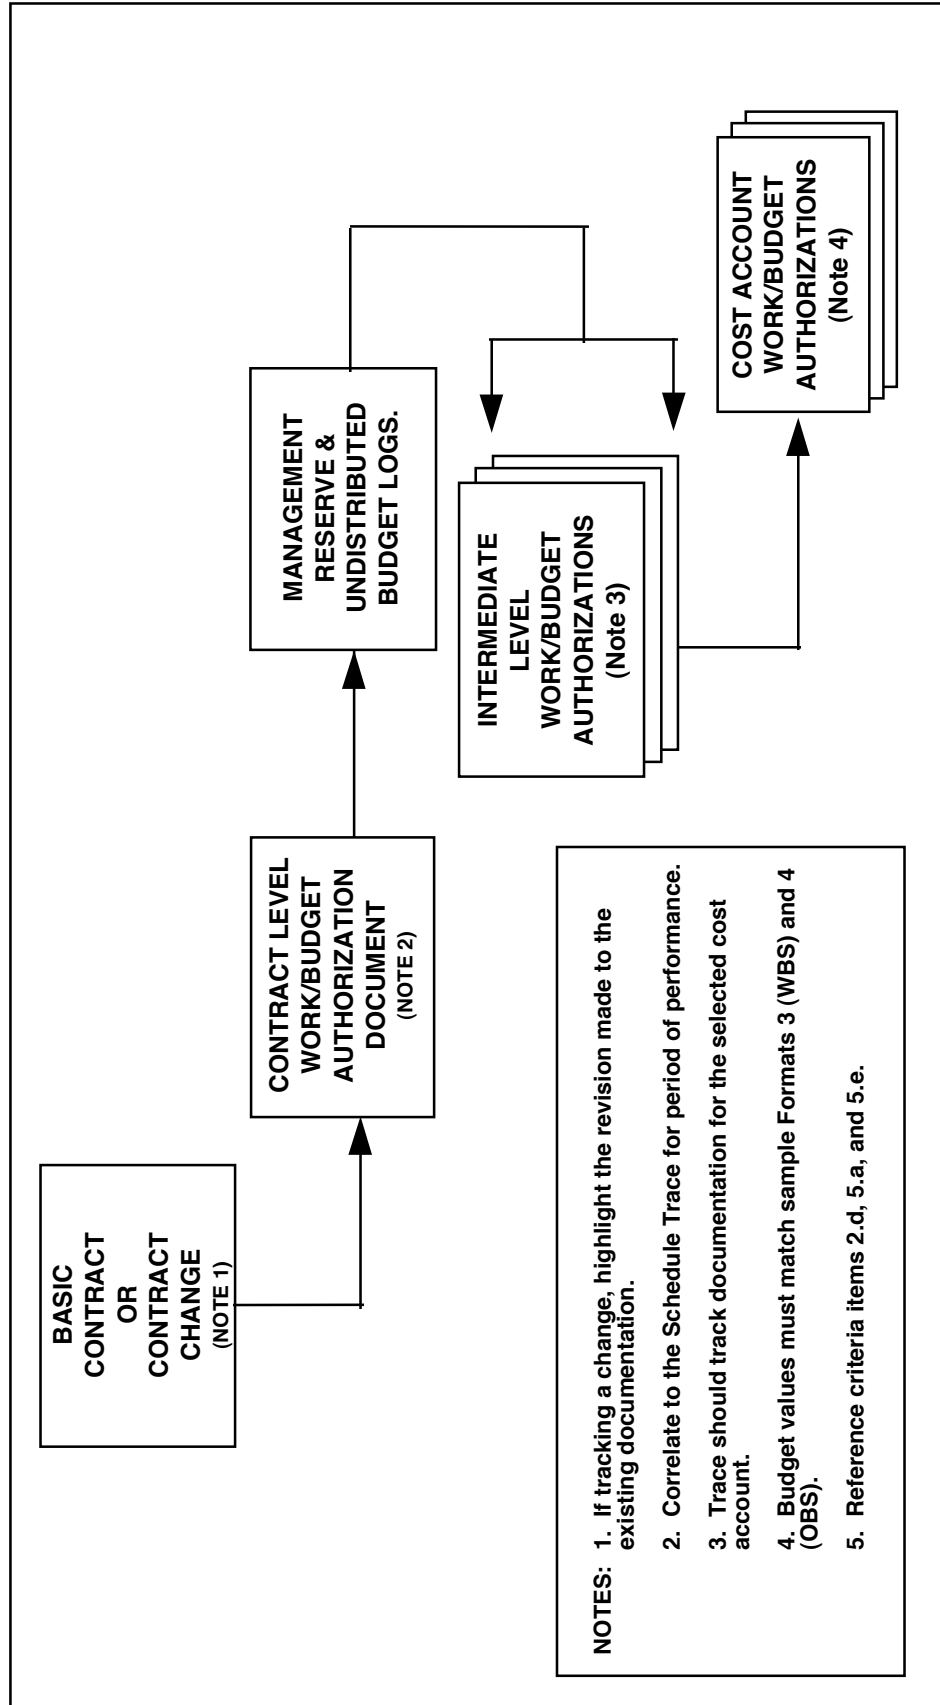 BASIC
CONTRACT
OR
CONTRACT
CHANGE
(NOTE 1)
CONTRACT LEVEL
WORK/BUDGET
AUTHORIZATION
DOCUMENT
(NOTE 2)
MANAGEMENT
RESERVE &
UNDISTRIBUTED
BUDGET LOGS.
INTERMEDIATE
LEVEL
WORK/BUDGET
AUTHORIZATIONS
(Note 3)
COST ACCOUNT
WORK/BUDGET
AUTHORIZATIONS
(Note 4)
NOTES: 1. If tracking a change, highlight the revision made to the
existing documentation.
2. Correlate to the Schedule Trace for period of performance.
3. Trace should track documentation for the selected cost
account.
4. Budget values must match sample Formats 3 (WBS) and 4
(OBS).
5. Reference criteria items 2.d, 5.a, and 5.e.